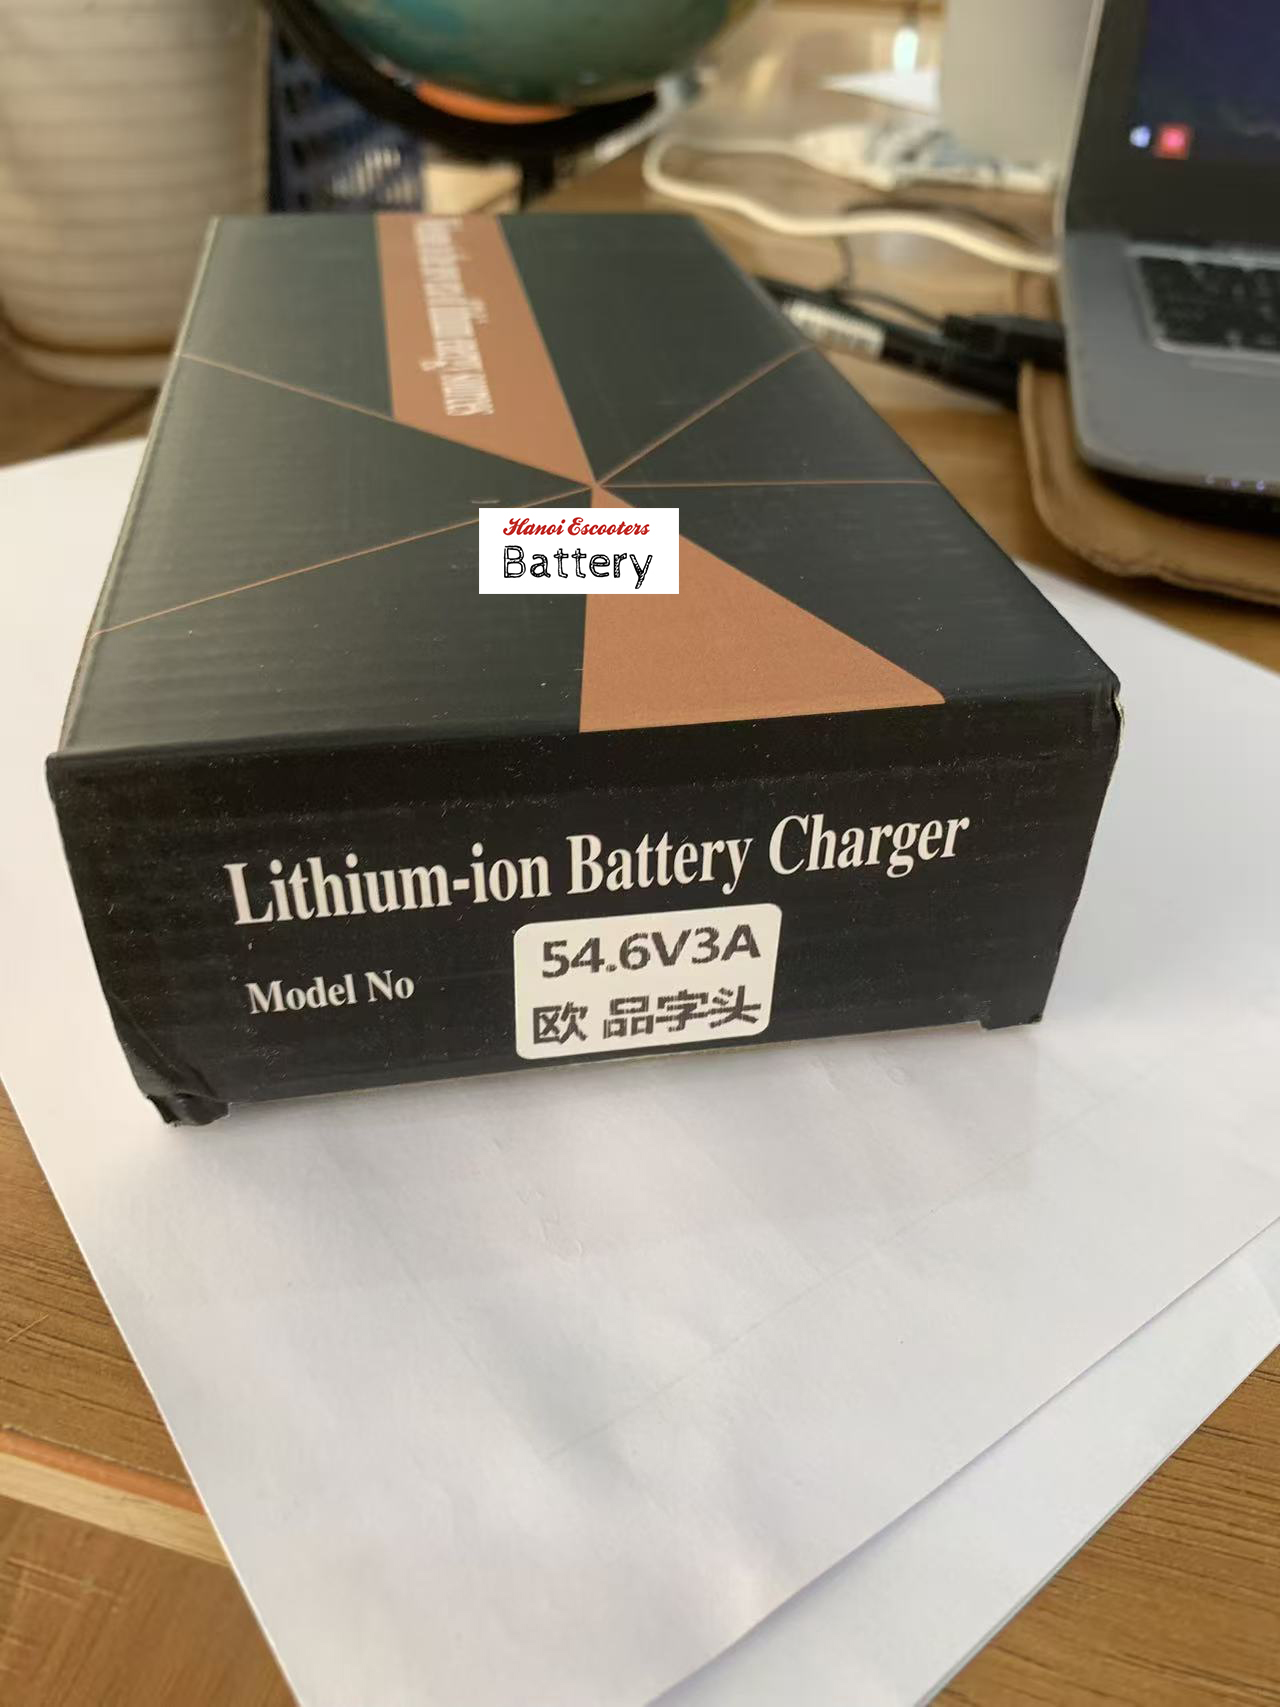 Hanoi Escooters
Battery
Lithium-ion Battery Charger
Model No
54.6V3A
欧 品字头